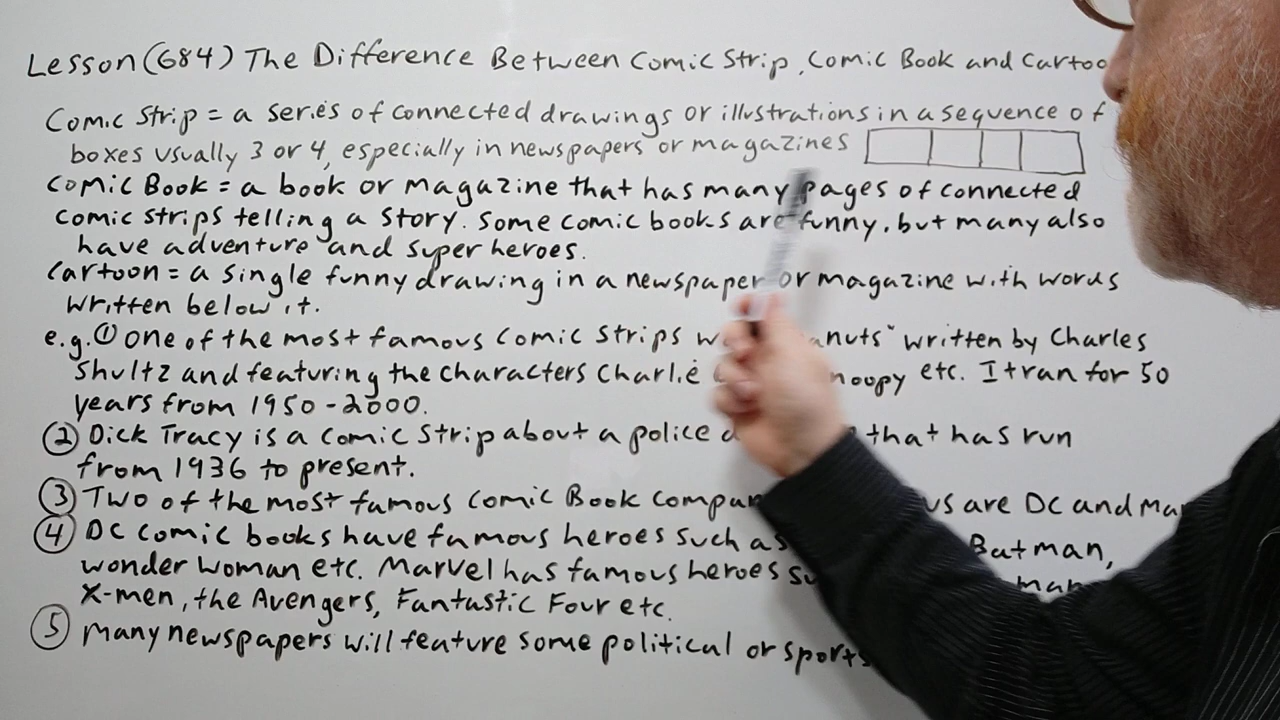 Lesson (684) The Difference Between Comic Strip, Comic Book and Cartoo
Comic Strip = a series of connected drawings or illustrations in a sequence of
boxes usually 3 or 4, especially in newspapers or magazines
Comic Book = a book or magazine that has many pages of connected
comic strips telling a story. Some comic books are funny, but many also
have adventure and super heroes.
Cartoon = a single funny drawing in a newspaper or magazine with words
written below it.
e.g. ① One of the most famous Comic Strips w anuts" written by Charles
Shultz and featuring the characters Charlie noopy etc. It ran for 50
years from 1950-2000.
② Dick Tracy is a Comic Strip about a police d that has run
from 1936 to present.
③ Two of the most famous Comic Book Compan us are DC and Mar
④ DC Comic books have famous heroes such as Batman,
wonder woman etc. Marvel has famous heroes su man
X-men, the Avengers, Fantastic Four etc.
⑤ Many newspapers will feature some political or sports